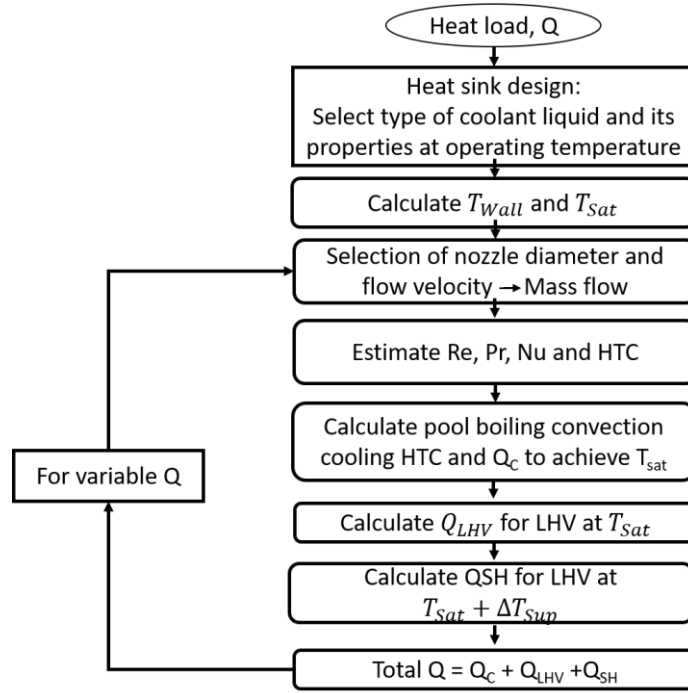 Heat load, Q
Heat sink design:
Select type of coolant liquid and its
properties at operating temperature
Calculate T_Wall and T_Sat
Selection of nozzle diameter and
flow velocity → Mass flow
Estimate Re, Pr, Nu and HTC
Calculate pool boiling convection
cooling HTC and Q_C to achieve T_sat
For variable Q
Calculate Q_LHV for LHV at T_Sat
Calculate QSH for LHV at
T_Sat + ΔT_Sup
Total Q = Q_C + Q_LHV +Q_SH